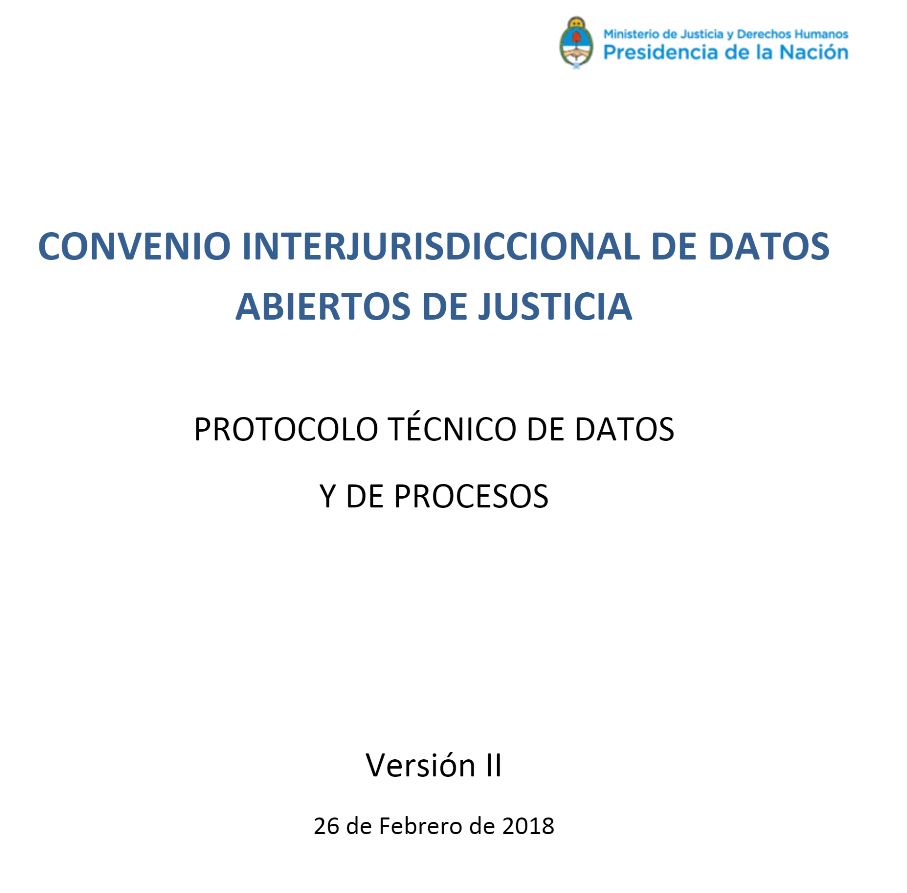 Ministerio de Justicia y Derechos Humanos
Presidencia de la Nación
CONVENIO INTERJURISDICCIONAL DE DATOS
ABIERTOS DE JUSTICIA
PROTOCOLO TÉCNICO DE DATOS
Y DE PROCESOS
Versión II
26 de Febrero de 2018